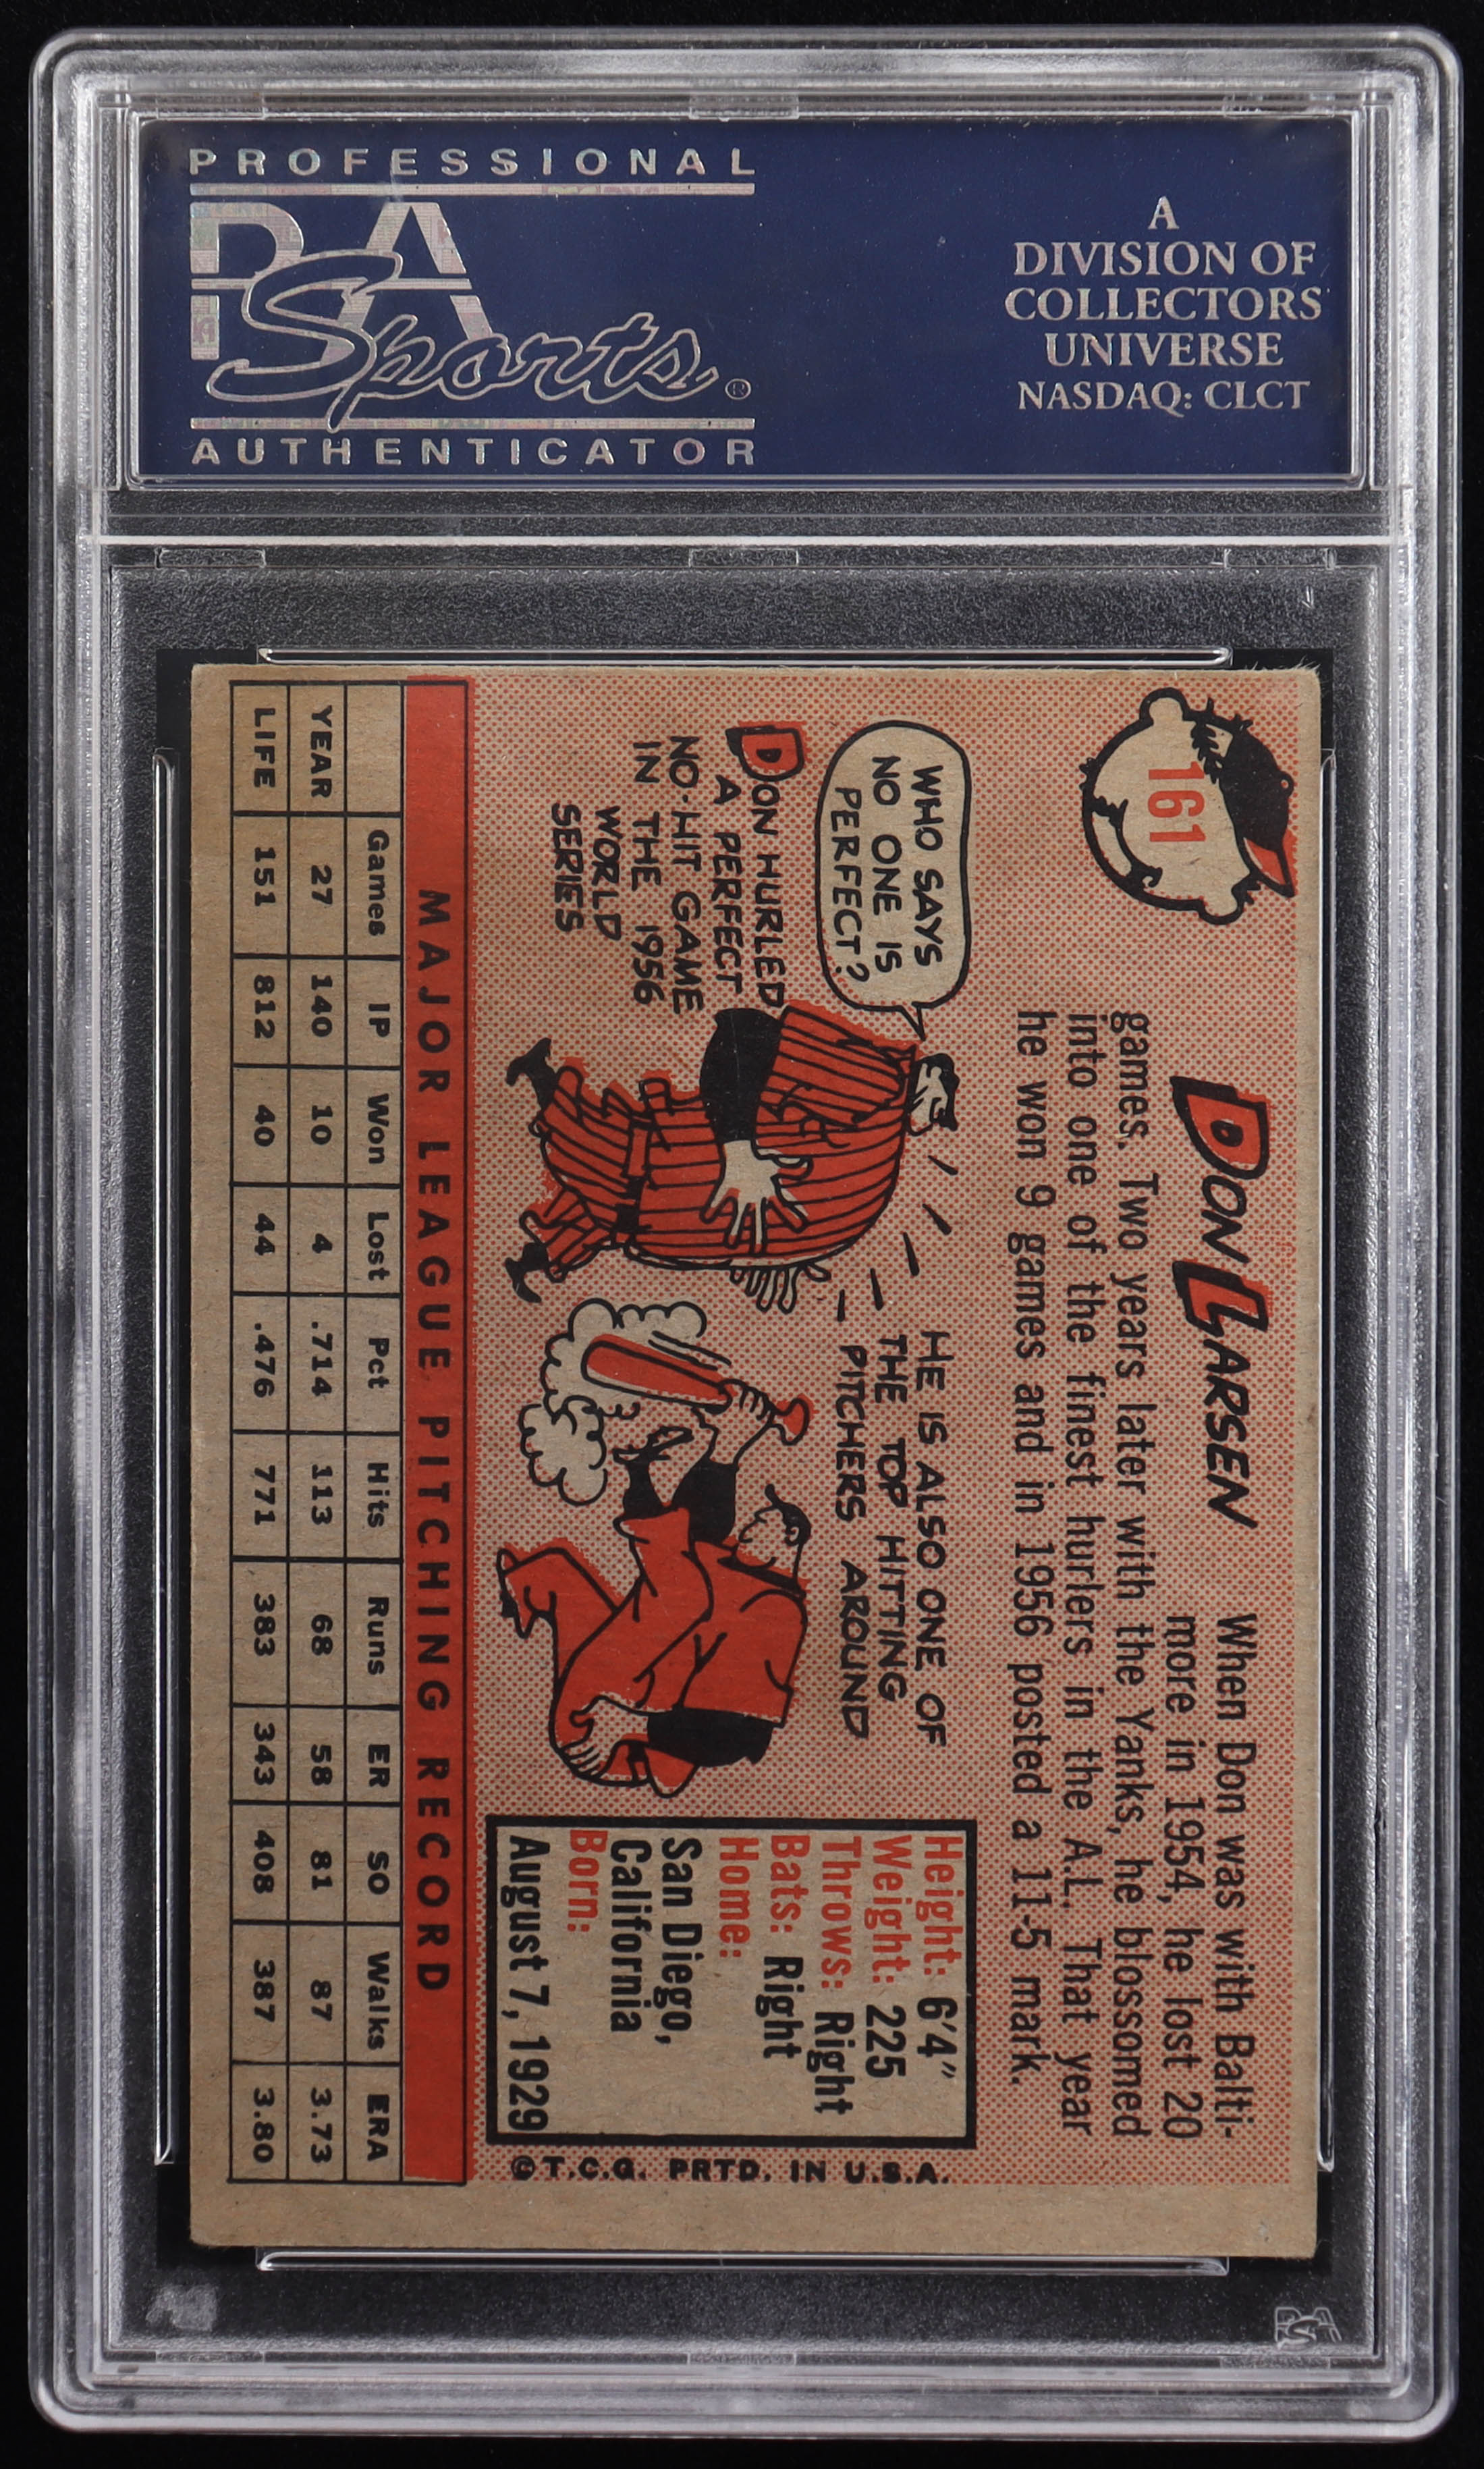 PROFESSIONAL
PSA
Sports®
AUTHENTICATOR
A
DIVISION OF
COLLECTORS
UNIVERSE
NASDAQ: CLCT
161
DON LARSEN
When Don was with Balti-
more in 1954, he lost 20
games. Two years later with the Yanks, he blossomed
into one of the finest hurlers in the A.L. That year
he won 9 games and in 1956 posted a 11-5 mark.
WHO SAYS
NO ONE IS
PERFECT?
DON HURLED
A PERFECT
NO-HIT GAME
IN THE 1956
WORLD
SERIES
HE IS ALSO ONE OF
THE TOP HITTING
PITCHERS AROUND
Height: 6'4"
Weight: 225
Throws: Right
Bats: Right
Home:
San Diego,
California
Born:
August 7, 1929
©T.C.G. PRTD. IN U.S.A.
MAJOR LEAGUE PITCHING RECORD
Games IP Won Lost Pct Hits Runs ER SO Walks ERA
YEAR 27 140 10 4 .714 113 68 58 81 87 3.73
LIFE 151 812 40 44 .476 771 383 343 408 387 3.80
PSA